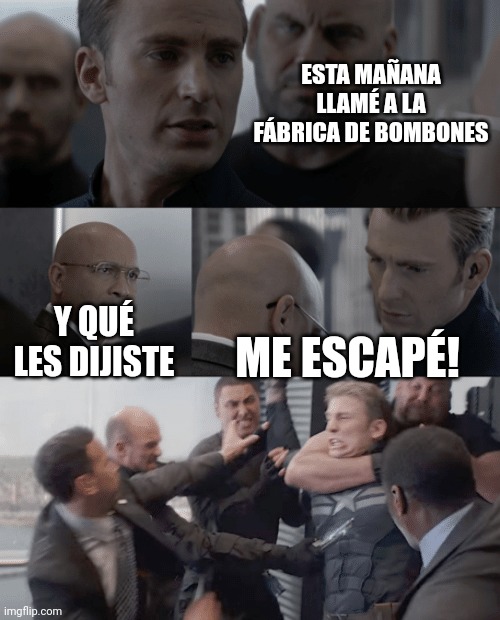 ESTA MAÑANA
LLAMÉ A LA
FÁBRICA DE BOMBONES
Y QUÉ
LES DIJISTE
ME ESCAPÉ!
imgflip.com